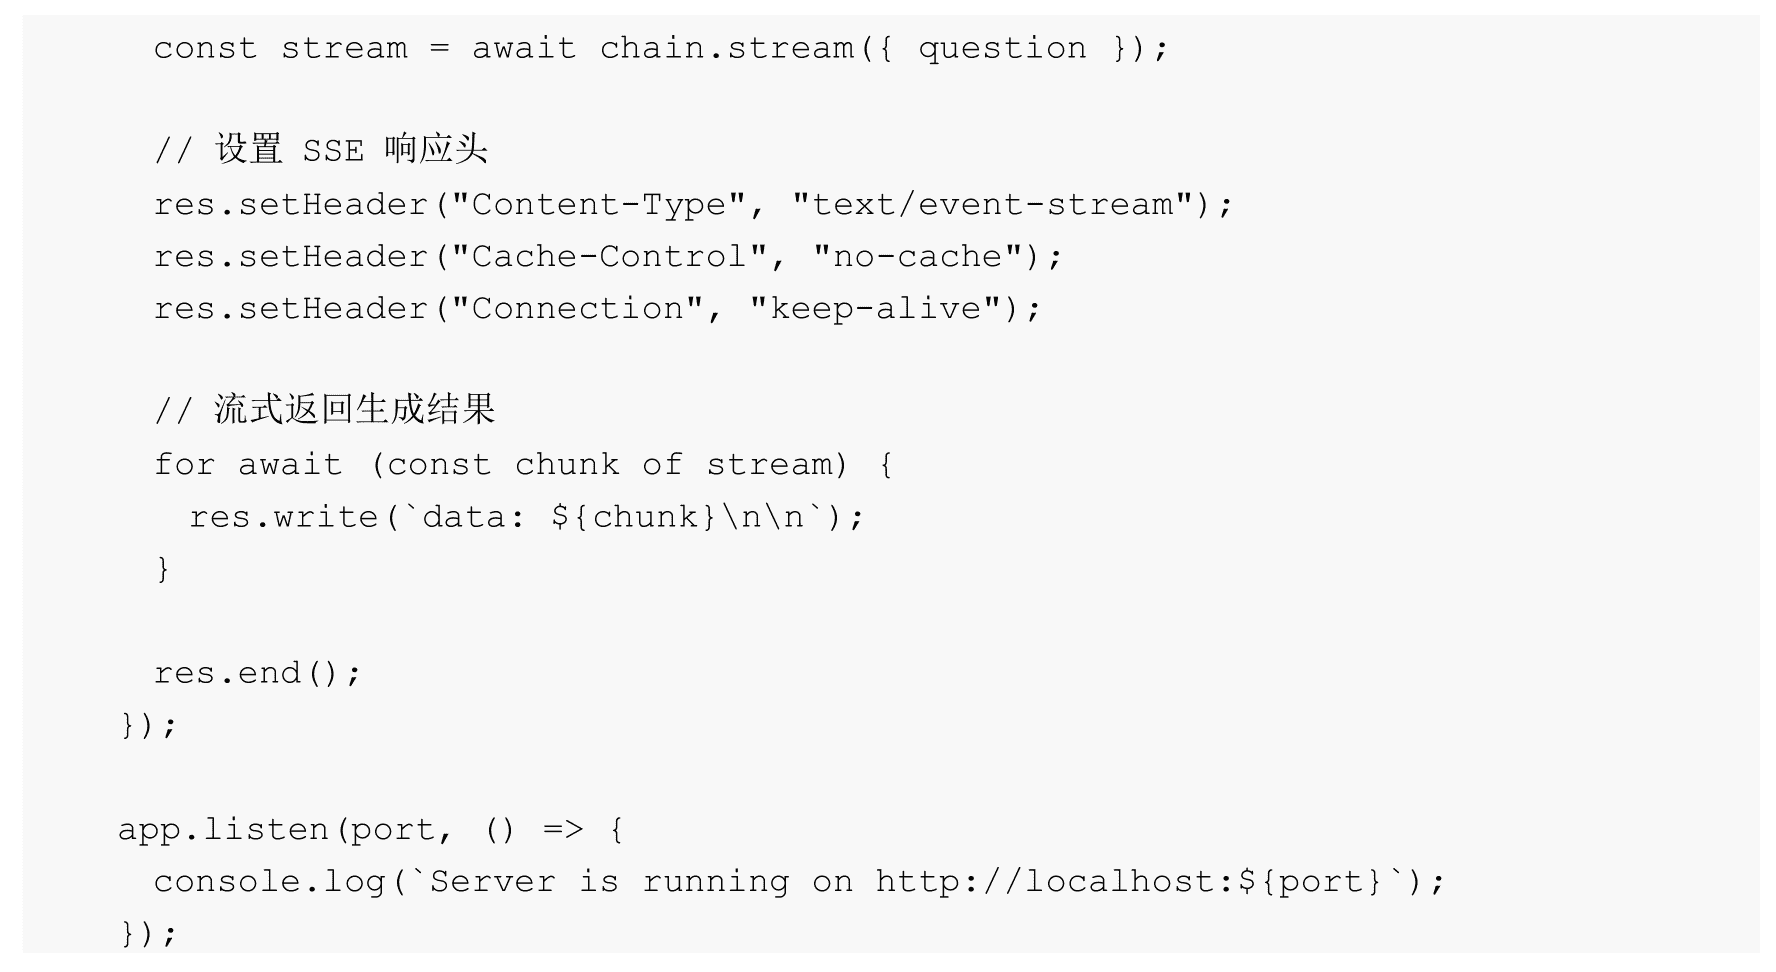 const stream = await chain.stream({ question });
// 设置 SSE 响应头
res.setHeader("Content-Type", "text/event-stream");
res.setHeader("Cache-Control", "no-cache");
res.setHeader("Connection", "keep-alive");
// 流式返回生成结果
for await (const chunk of stream) {
res.write(`data: ${chunk}\n\n`);
}
res.end();
});
app.listen(port, () => {
console.log(`Server is running on http://localhost:${port}`);
});